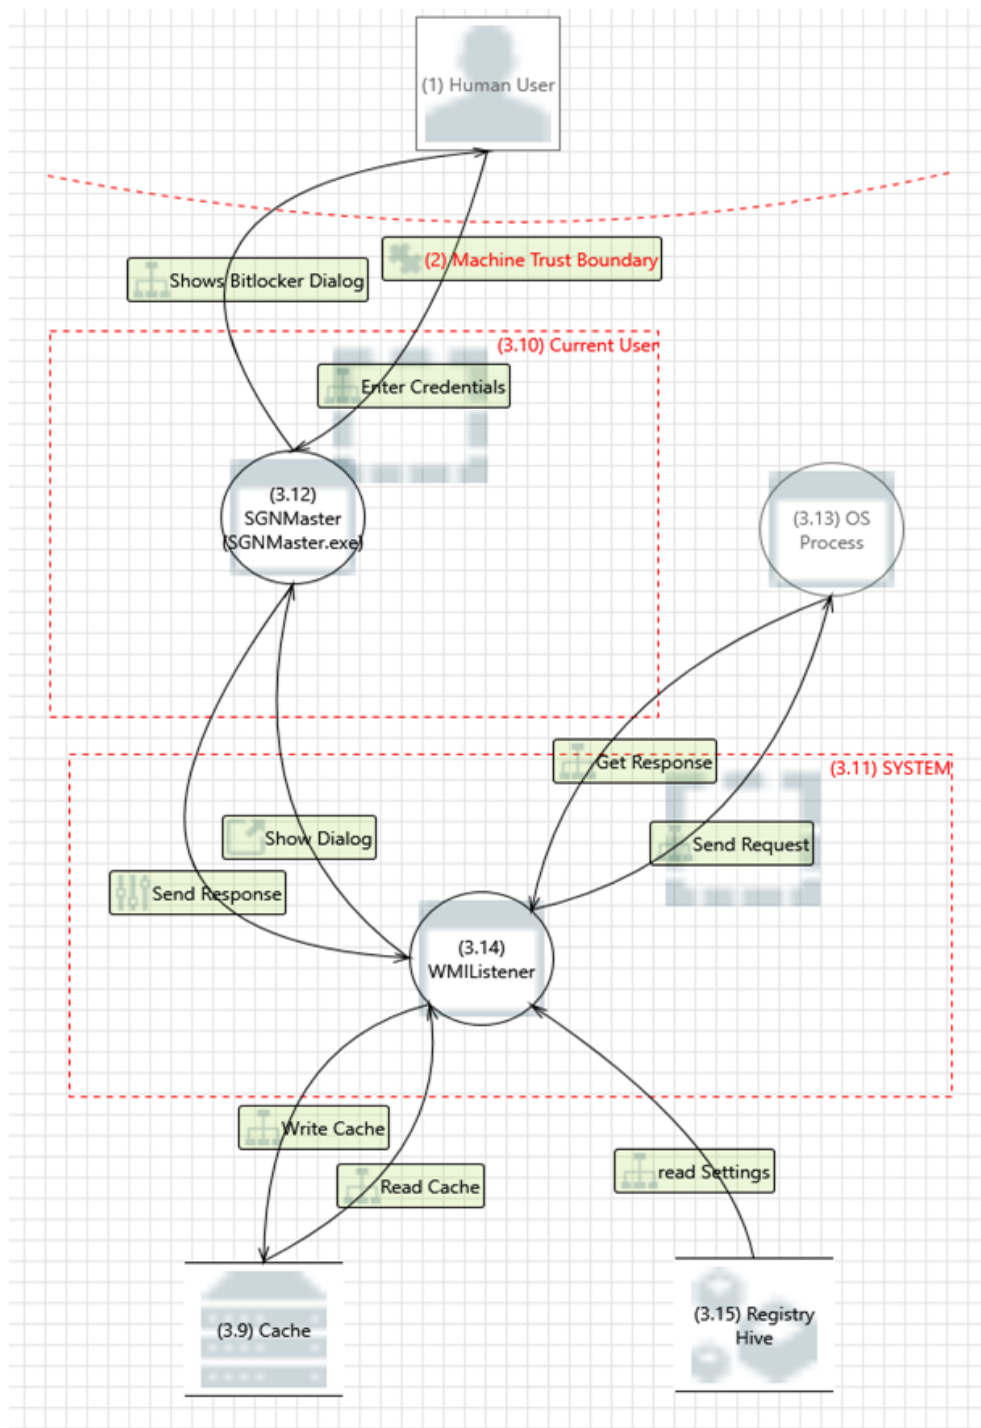 (1) Human User
(2) Machine Trust Boundary
Shows Bitlocker Dialog
(3.10) Current User
Enter Credentials
(3.12)
SGNMaster
(SGNMaster.exe)
(3.13) OS
Process
Get Response
(3.11) SYSTEM
Show Dialog
Send Request
Send Response
(3.14)
WMIListener
Write Cache
Read Cache
read Settings
(3.9) Cache
(3.15) Registry
Hive